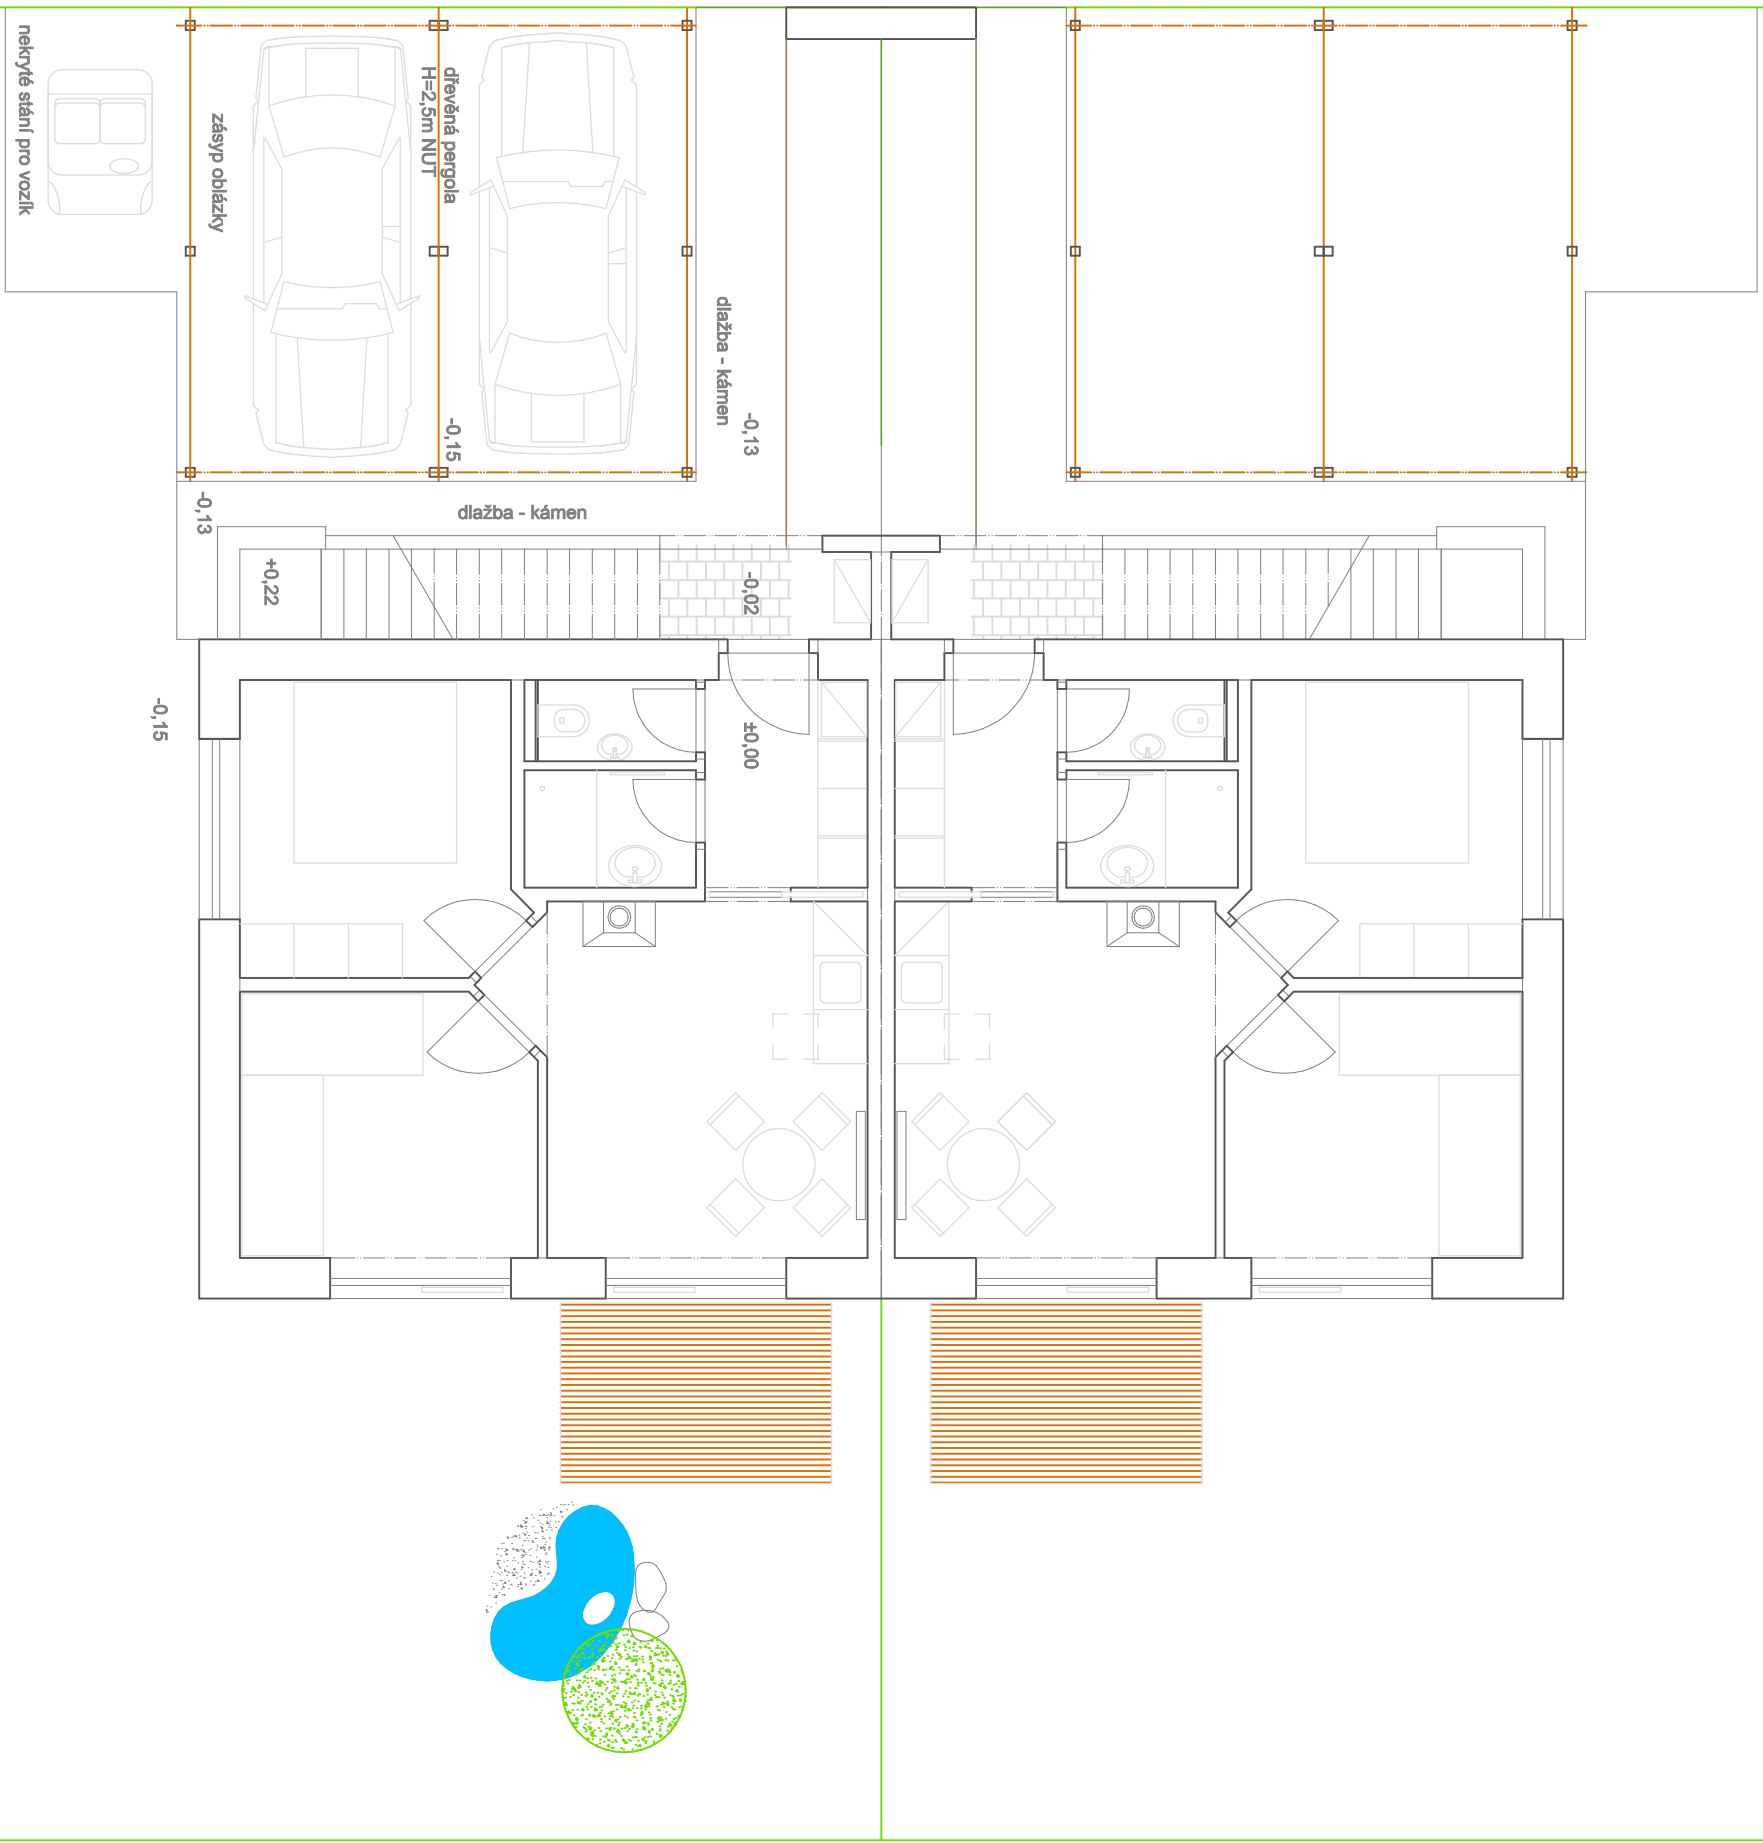 nekryté stání pro vozík
zásyp oblázky
dřevěná pergola
H=2,5m NUT
dlažba - kámen
-0,13
-0,15
-0,13
dlažba - kámen
+0,22
-0,02
-0,15
±0,00